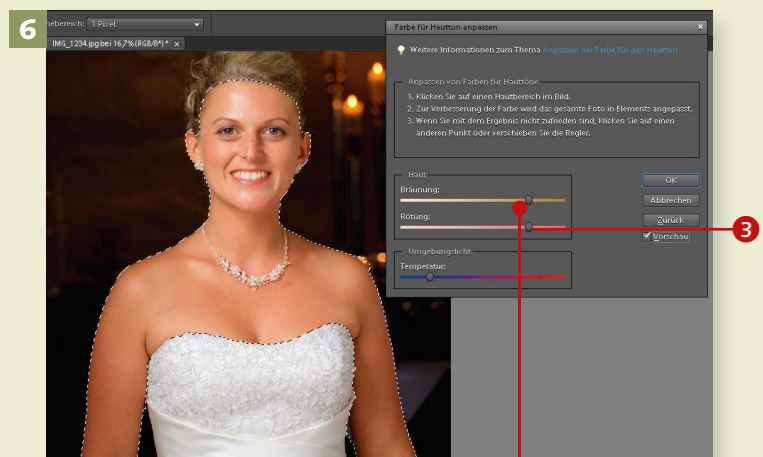 6
nebereich: 1 Pixel
IMG_1234.jpg bei 16,7% (RGB/8*) * x
Farbe für Hautton anpassen x
Weitere Informationen zum Thema Anpassen der Farbe für den Hautton
Anpassen von Farben für Hauttöne
1. Klicken Sie auf einen Hautbereich im Bild.
2. Zur Verbesserung der Farbe wird das gesamte Foto in Elements angepasst.
3. Wenn Sie mit dem Ergebnis nicht zufrieden sind, klicken Sie auf einen
anderen Punkt oder verschieben Sie die Regler.
Haut
Bräunung:
Rötung:
OK
Abbrechen
Zurück
Vorschau
3
Umgebungslicht
Temperatur: